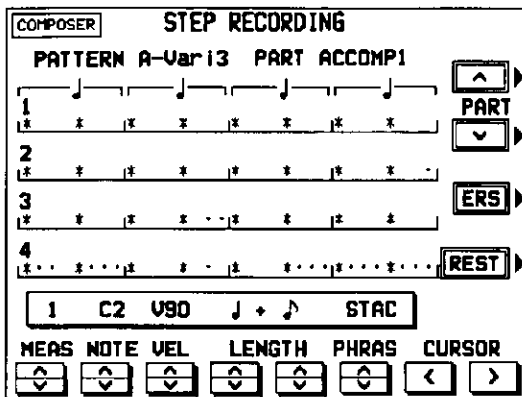 COMPOSER STEP RECORDING
PATTERN A-Vari3 PART ACCOMP1
PART
1
2
3
ERS
4
REST
1 C2 V90 ♩ + ♪ STAC
MEAS NOTE VEL LENGTH PHRAS CURSOR